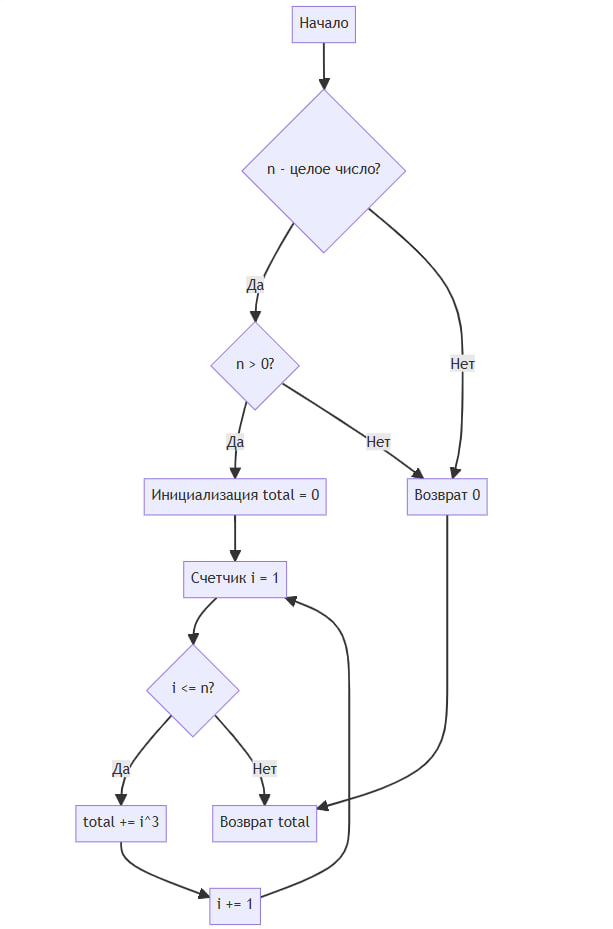 Начало
n - целое число?
Да
n > 0?
Нет
Да
Нет
Инициализация total = 0
Возврат 0
Счетчик i = 1
i <= n?
Да
Нет
total += i^3
Возврат total
i += 1